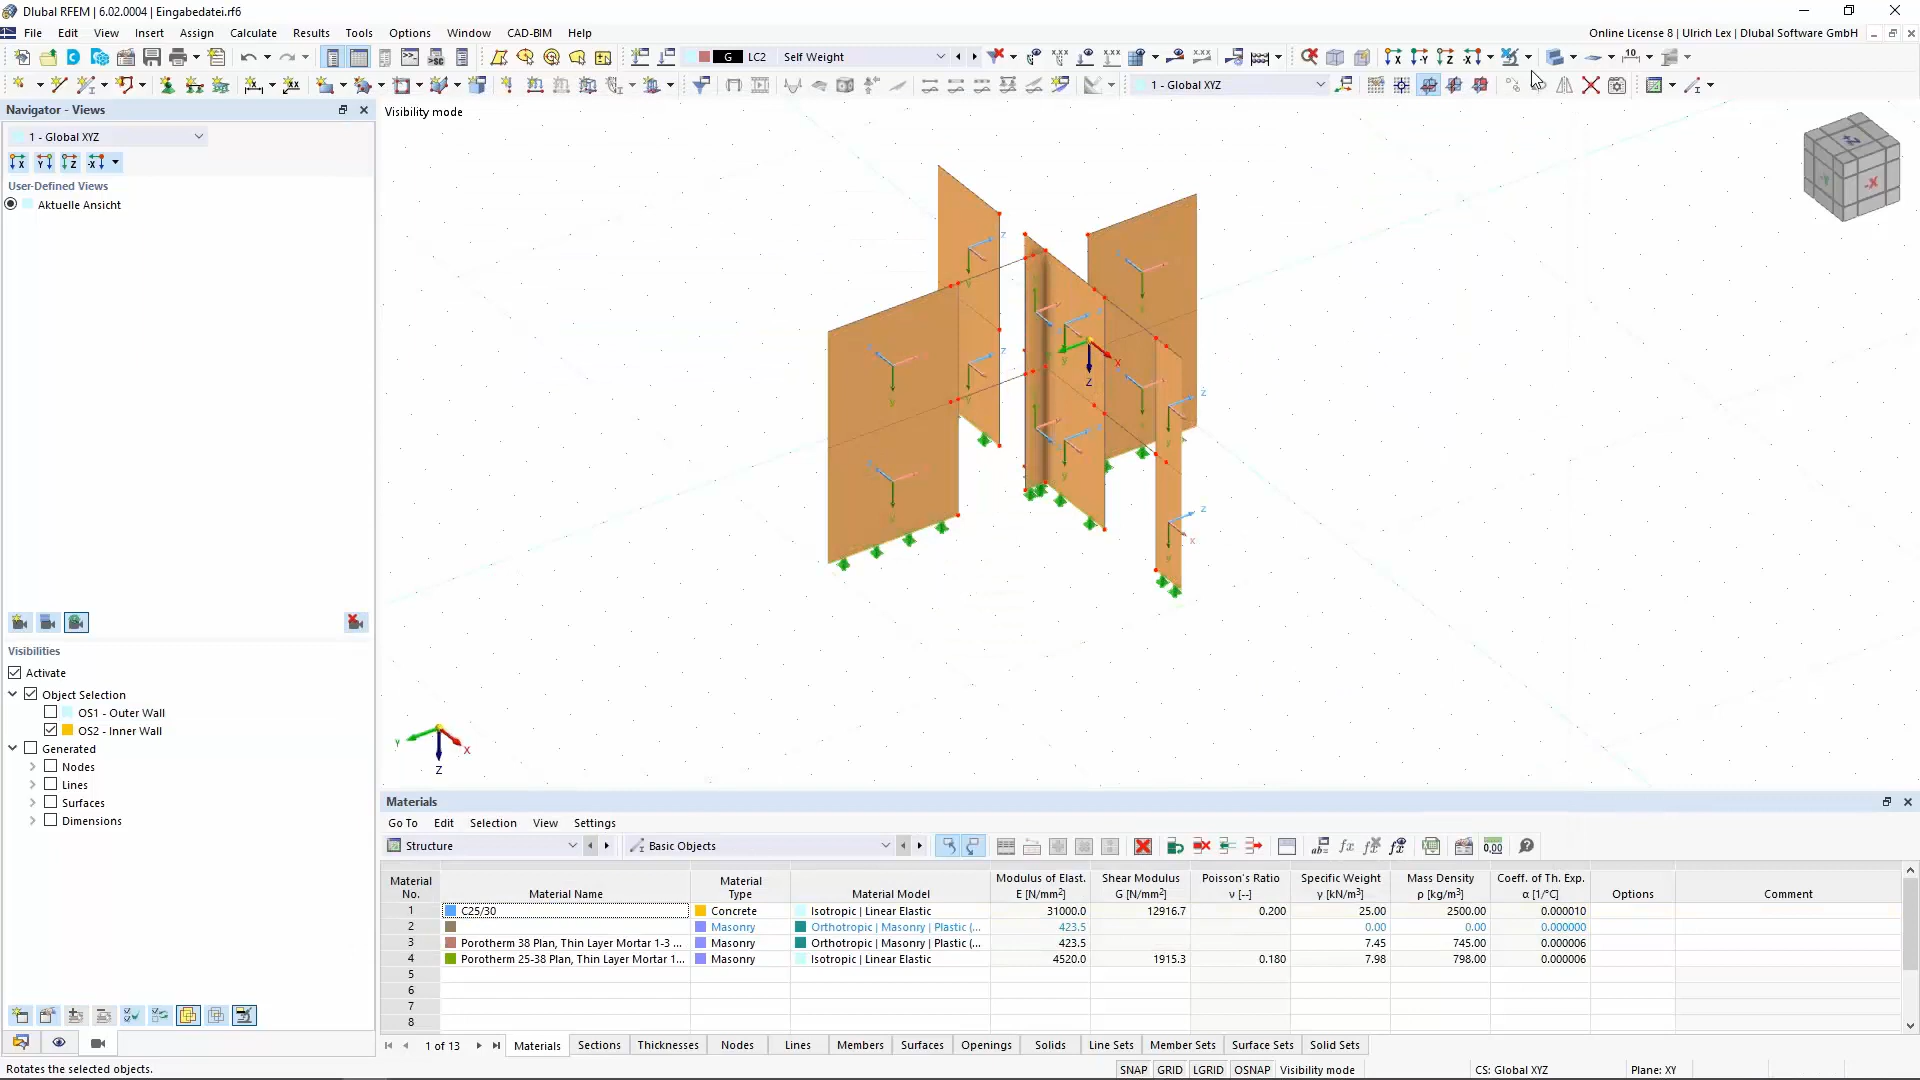 Dlubal RFEM | 6.02.0004 | Eingabedatei.rf6
File Edit View Insert Assign Calculate Results Tools Options Window CAD-BIM Help
Online License 8 | Ulrich Lex | Dlubal Software GmbH
G LC2 Self Weight
1 - Global XYZ
Navigator - Views
Visibility mode
1 - Global XYZ
User-Defined Views
Aktuelle Ansicht
Visibilities
Activate
Object Selection
OS1 - Outer Wall
OS2 - Inner Wall
Generated
Nodes
Lines
Surfaces
Dimensions
Materials
Go To Edit Selection View Settings
Structure Basic Objects
Material No. Material Name Material Type Material Model Modulus of Elast. E [N/mm²] Shear Modulus G [N/mm²] Poisson's Ratio ν [--] Specific Weight γ [kN/m³] Mass Density ρ [kg/m³] Coeff. of Th. Exp. α [1/°C] Options Comment
1 C25/30 Concrete Isotropic | Linear Elastic 31000.0 12916.7 0.200 25.00 2500.00 0.000010
2 Masonry Orthotropic | Masonry | Plastic (... 423.5 0.00 0.00 0.000000
3 Porotherm 38 Plan, Thin Layer Mortar 1-3 ... Masonry Orthotropic | Masonry | Plastic (... 423.5 7.45 745.00 0.000006
4 Porotherm 25-38 Plan, Thin Layer Mortar 1... Masonry Isotropic | Linear Elastic 4520.0 1915.3 0.180 7.98 798.00 0.000006
5
6
7
8
1 of 13 Materials Sections Thicknesses Nodes Lines Members Surfaces Openings Solids Line Sets Member Sets Surface Sets Solid Sets
Rotates the selected objects. SNAP GRID LGRID OSNAP Visibility mode CS: Global XYZ Plane: XY